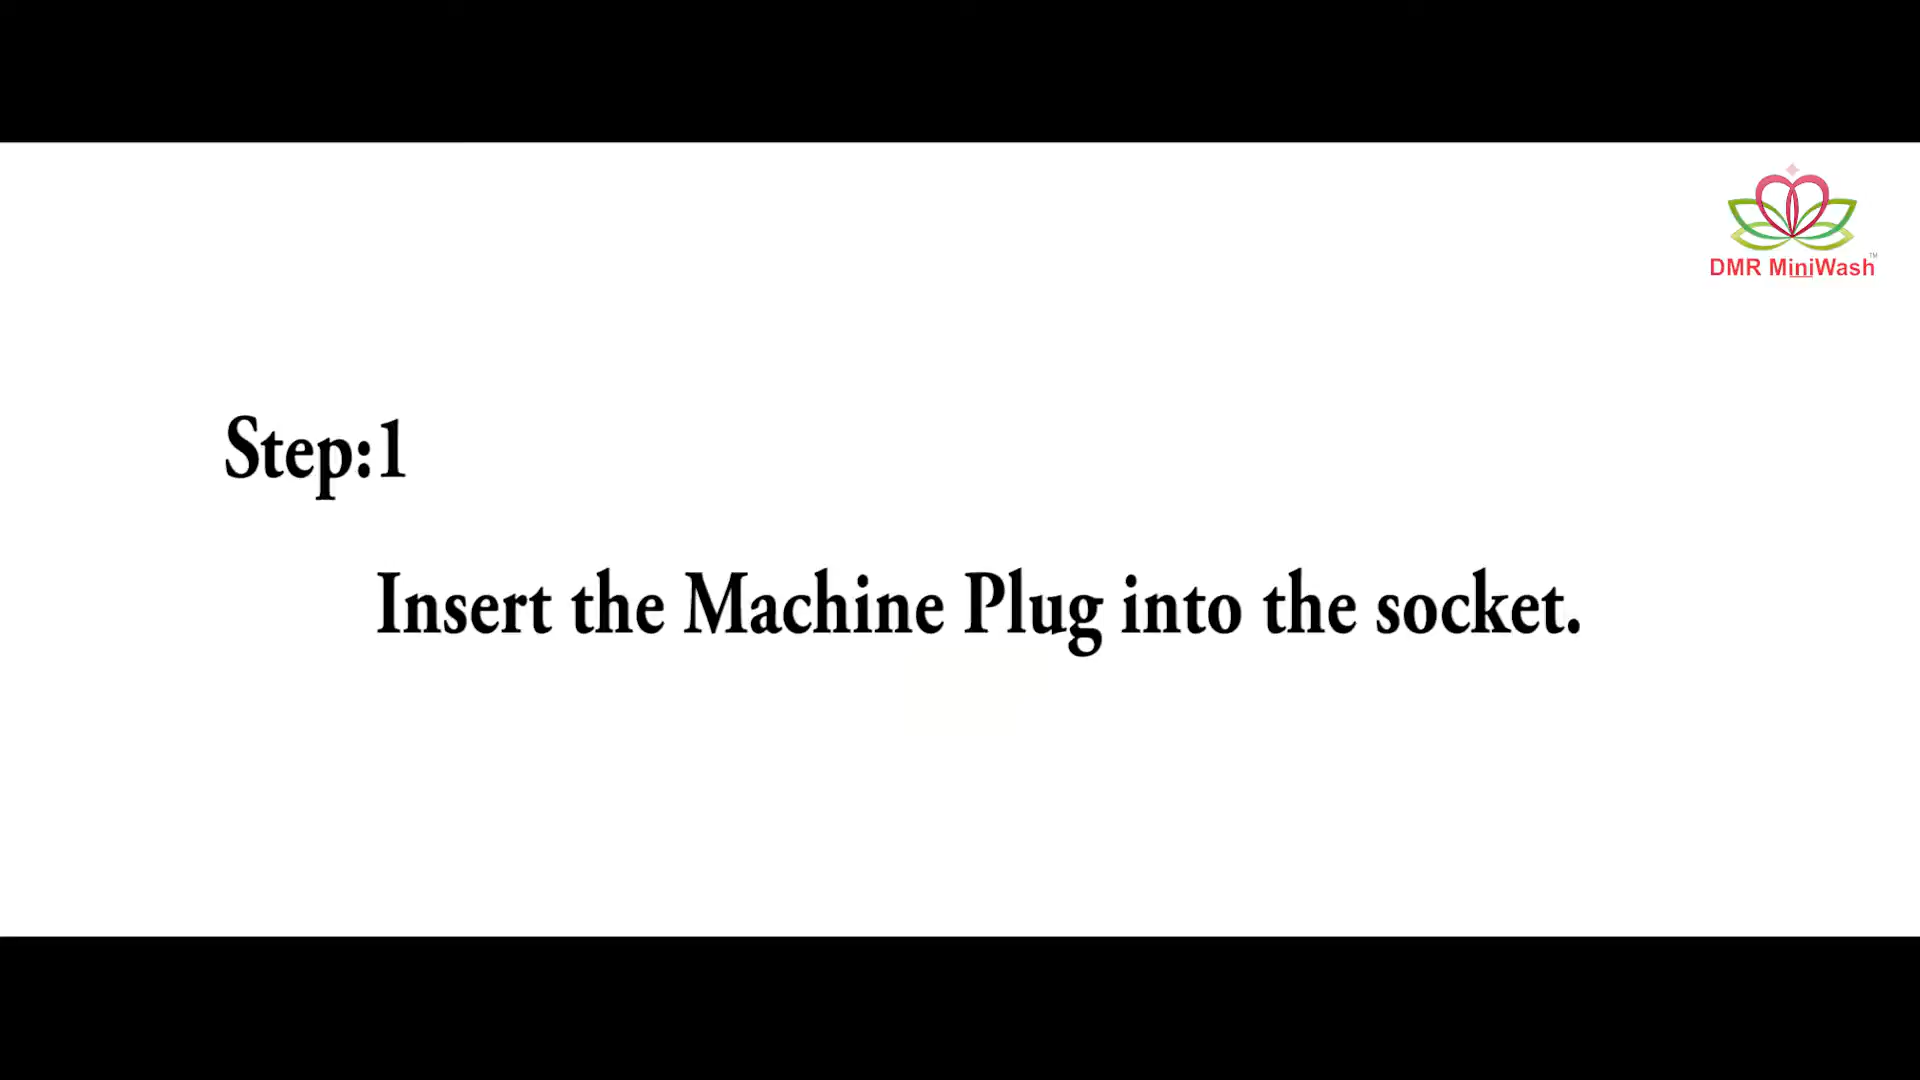 DMR MiniWash™
Step:1
Insert the Machine Plug into the socket.